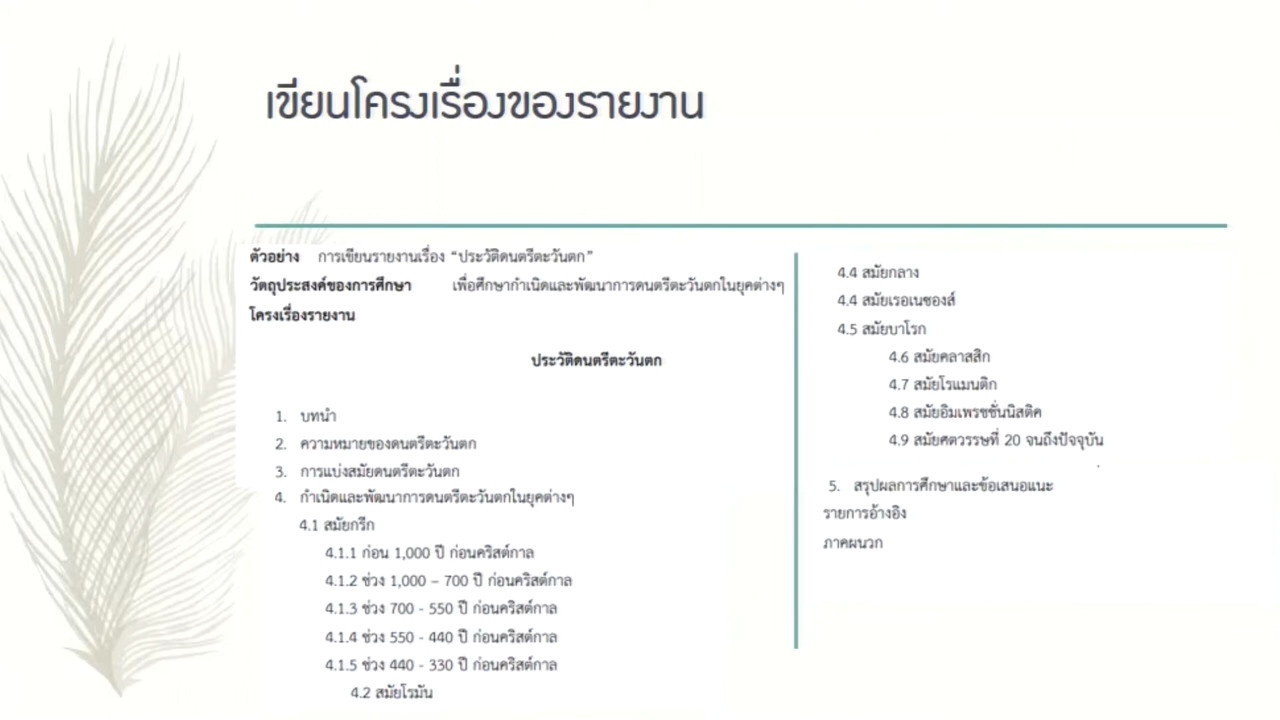 เขียนโครงเรื่องของรายงาน
ตัวอย่าง การเขียนรายงานเรื่อง “ประวัติดนตรีตะวันตก”
วัตถุประสงค์ของการศึกษา เพื่อศึกษากำเนิดและพัฒนาการดนตรีตะวันตกในยุคต่างๆ
โครงเรื่องรายงาน
ประวัติดนตรีตะวันตก
1. บทนำ
2. ความหมายของดนตรีตะวันตก
3. การแบ่งสมัยดนตรีตะวันตก
4. กำเนิดและพัฒนาการดนตรีตะวันตกในยุคต่างๆ
4.1 สมัยกรีก
4.1.1 ก่อน 1,000 ปี ก่อนคริสต์กาล
4.1.2 ช่วง 1,000 – 700 ปี ก่อนคริสต์กาล
4.1.3 ช่วง 700 - 550 ปี ก่อนคริสต์กาล
4.1.4 ช่วง 550 - 440 ปี ก่อนคริสต์กาล
4.1.5 ช่วง 440 - 330 ปี ก่อนคริสต์กาล
4.2 สมัยโรมัน
4.4 สมัยกลาง
4.4 สมัยเรอเนซองส์
4.5 สมัยบาโรก
4.6 สมัยคลาสสิก
4.7 สมัยโรแมนติก
4.8 สมัยอิมเพรชชั่นนิสติค
4.9 สมัยศตวรรษที่ 20 จนถึงปัจจุบัน
5. สรุปผลการศึกษาและข้อเสนอแนะ
รายการอ้างอิง
ภาคผนวก